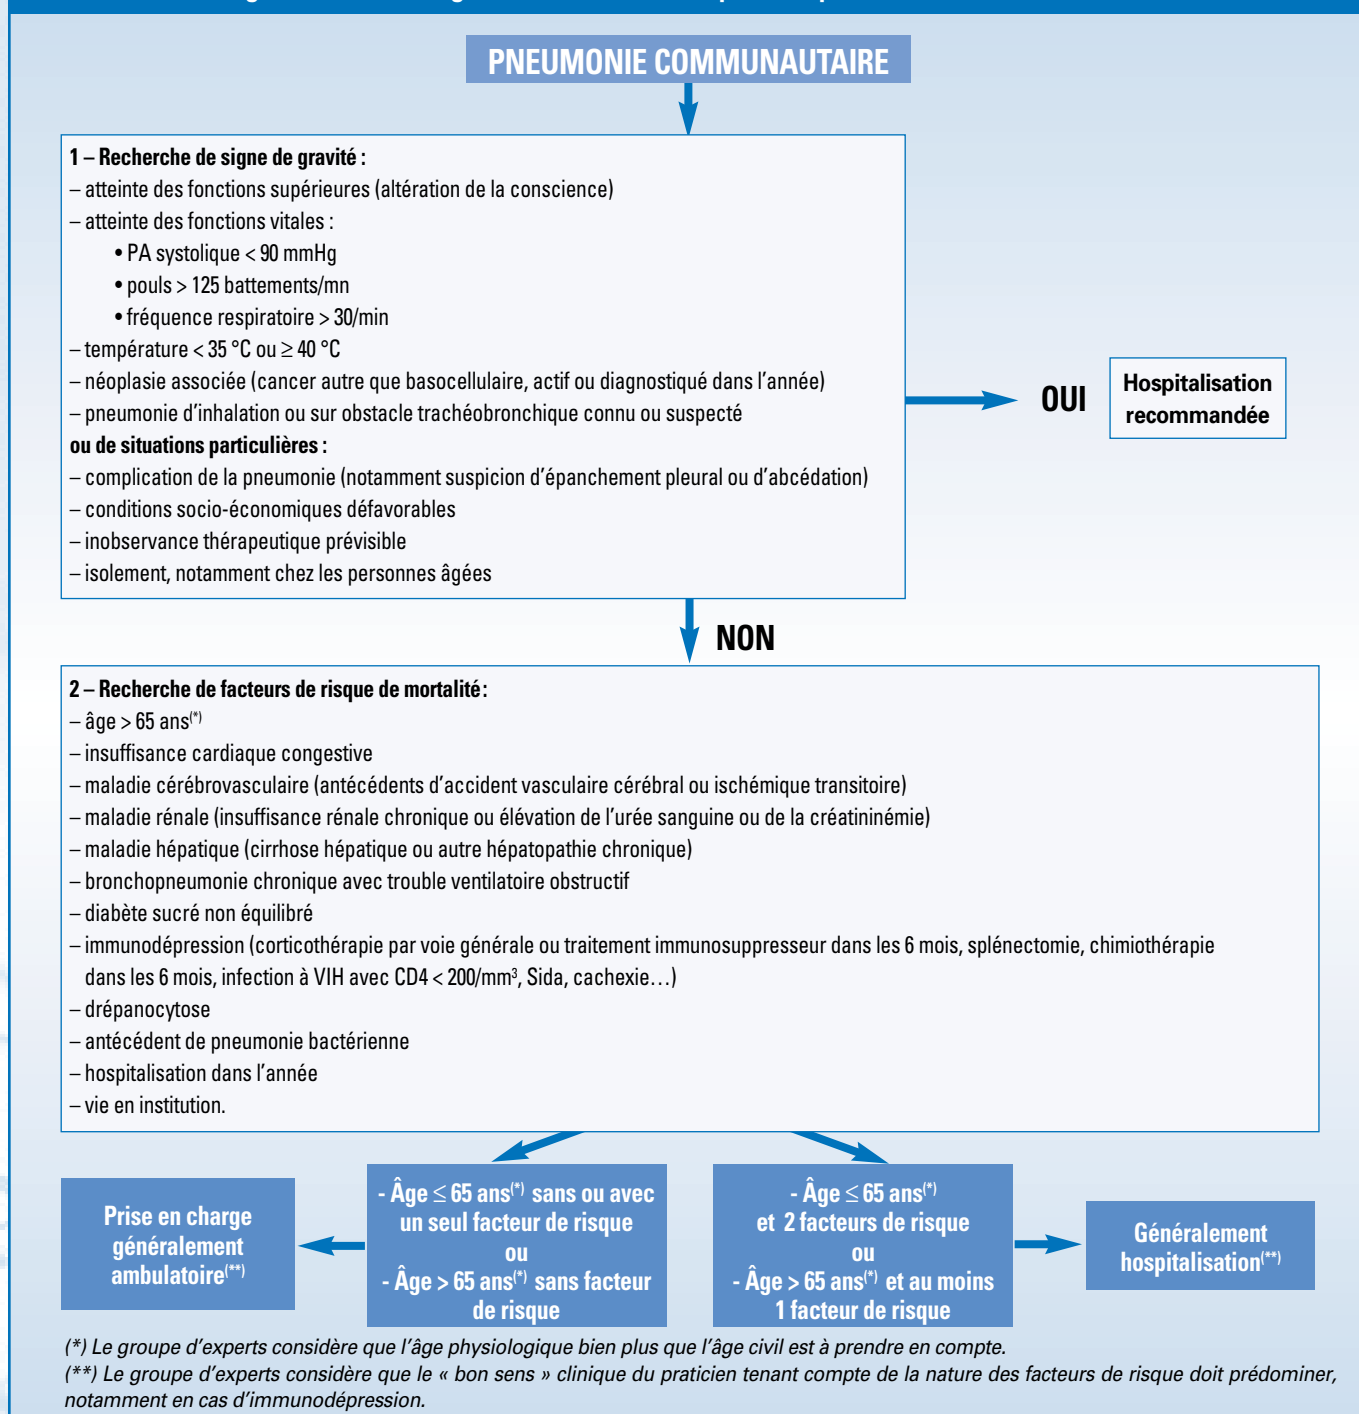 PNEUMONIE COMMUNAUTAIRE
1 – Recherche de signe de gravité :
– atteinte des fonctions supérieures (altération de la conscience)
– atteinte des fonctions vitales :
• PA systolique < 90 mmHg
• pouls > 125 battements/mn
• fréquence respiratoire > 30/min
– température < 35 °C ou ≥ 40 °C
– néoplasie associée (cancer autre que basocellulaire, actif ou diagnostiqué dans l’année)
– pneumonie d’inhalation ou sur obstacle trachéobronchique connu ou suspecté
ou de situations particulières :
– complication de la pneumonie (notamment suspicion d’épanchement pleural ou d’abcédation)
– conditions socio-économiques défavorables
– inobservance thérapeutique prévisible
– isolement, notamment chez les personnes âgées
OUI
Hospitalisation
recommandée
NON
2 – Recherche de facteurs de risque de mortalité :
– âge > 65 ans(*)
– insuffisance cardiaque congestive
– maladie cérébrovasculaire (antécédents d’accident vasculaire cérébral ou ischémique transitoire)
– maladie rénale (insuffisance rénale chronique ou élévation de l’urée sanguine ou de la créatininémie)
– maladie hépatique (cirrhose hépatique ou autre hépatopathie chronique)
– bronchopneumonie chronique avec trouble ventilatoire obstructif
– diabète sucré non équilibré
– immunodépression (corticothérapie par voie générale ou traitement immunosuppresseur dans les 6 mois, splénectomie, chimiothérapie
dans les 6 mois, infection à VIH avec CD4 < 200/mm³, Sida, cachexie…)
– drépanocytose
– antécédent de pneumonie bactérienne
– hospitalisation dans l’année
– vie en institution.
Prise en charge
généralement
ambulatoire(**)
- Âge ≤ 65 ans(*) sans ou avec
un seul facteur de risque
ou
- Âge > 65 ans(*) sans facteur
de risque
- Âge ≤ 65 ans(*)
et 2 facteurs de risque
ou
- Âge > 65 ans(*) et au moins
1 facteur de risque
Généralement
hospitalisation(**)
(*) Le groupe d’experts considère que l’âge physiologique bien plus que l’âge civil est à prendre en compte.
(**) Le groupe d’experts considère que le « bon sens » clinique du praticien tenant compte de la nature des facteurs de risque doit prédominer,
notamment en cas d’immunodépression.